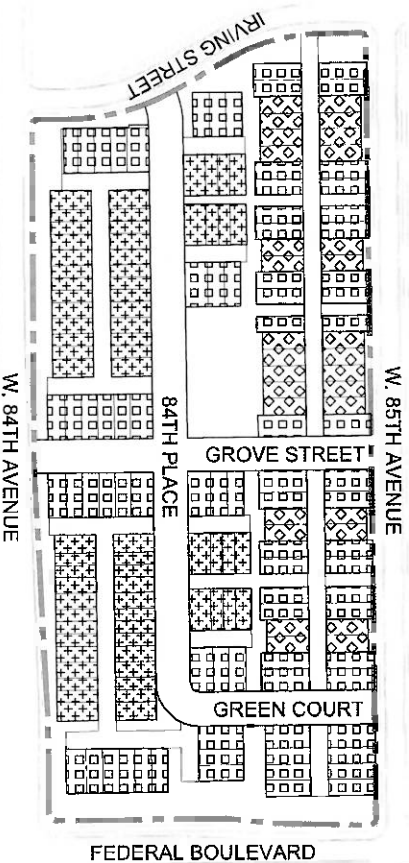 IRVING STREET
W. 84TH AVENUE
84TH PLACE
GROVE STREET
W. 85TH AVENUE
GREEN COURT
FEDERAL BOULEVARD